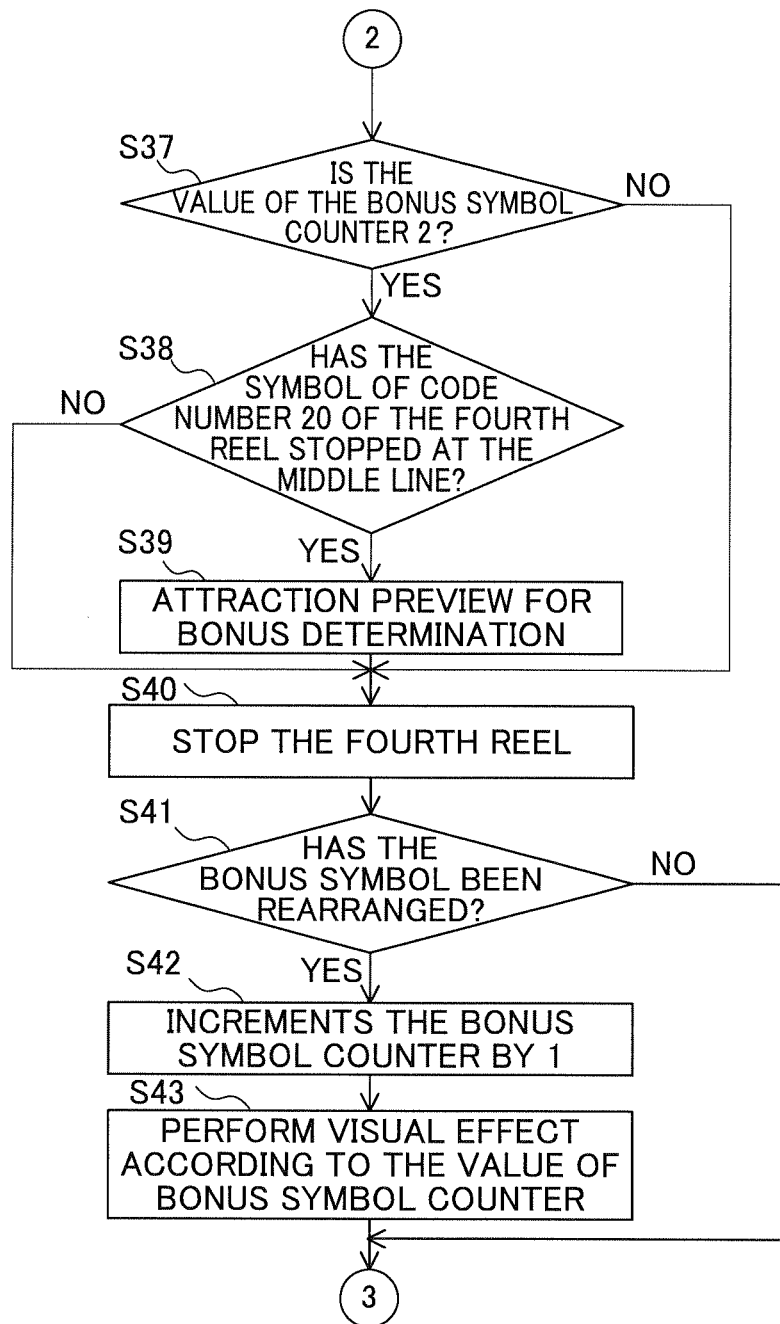 2
S37
IS THE
VALUE OF THE BONUS SYMBOL
COUNTER 2?
NO
YES
S38
HAS THE
SYMBOL OF CODE
NUMBER 20 OF THE FOURTH
REEL STOPPED AT THE
MIDDLE LINE?
NO
YES
S39
ATTRACTION PREVIEW FOR
BONUS DETERMINATION
S40
STOP THE FOURTH REEL
S41
HAS THE
BONUS SYMBOL BEEN
REARRANGED?
NO
YES
S42
INCREMENTS THE BONUS
SYMBOL COUNTER BY 1
S43
PERFORM VISUAL EFFECT
ACCORDING TO THE VALUE OF
BONUS SYMBOL COUNTER
3